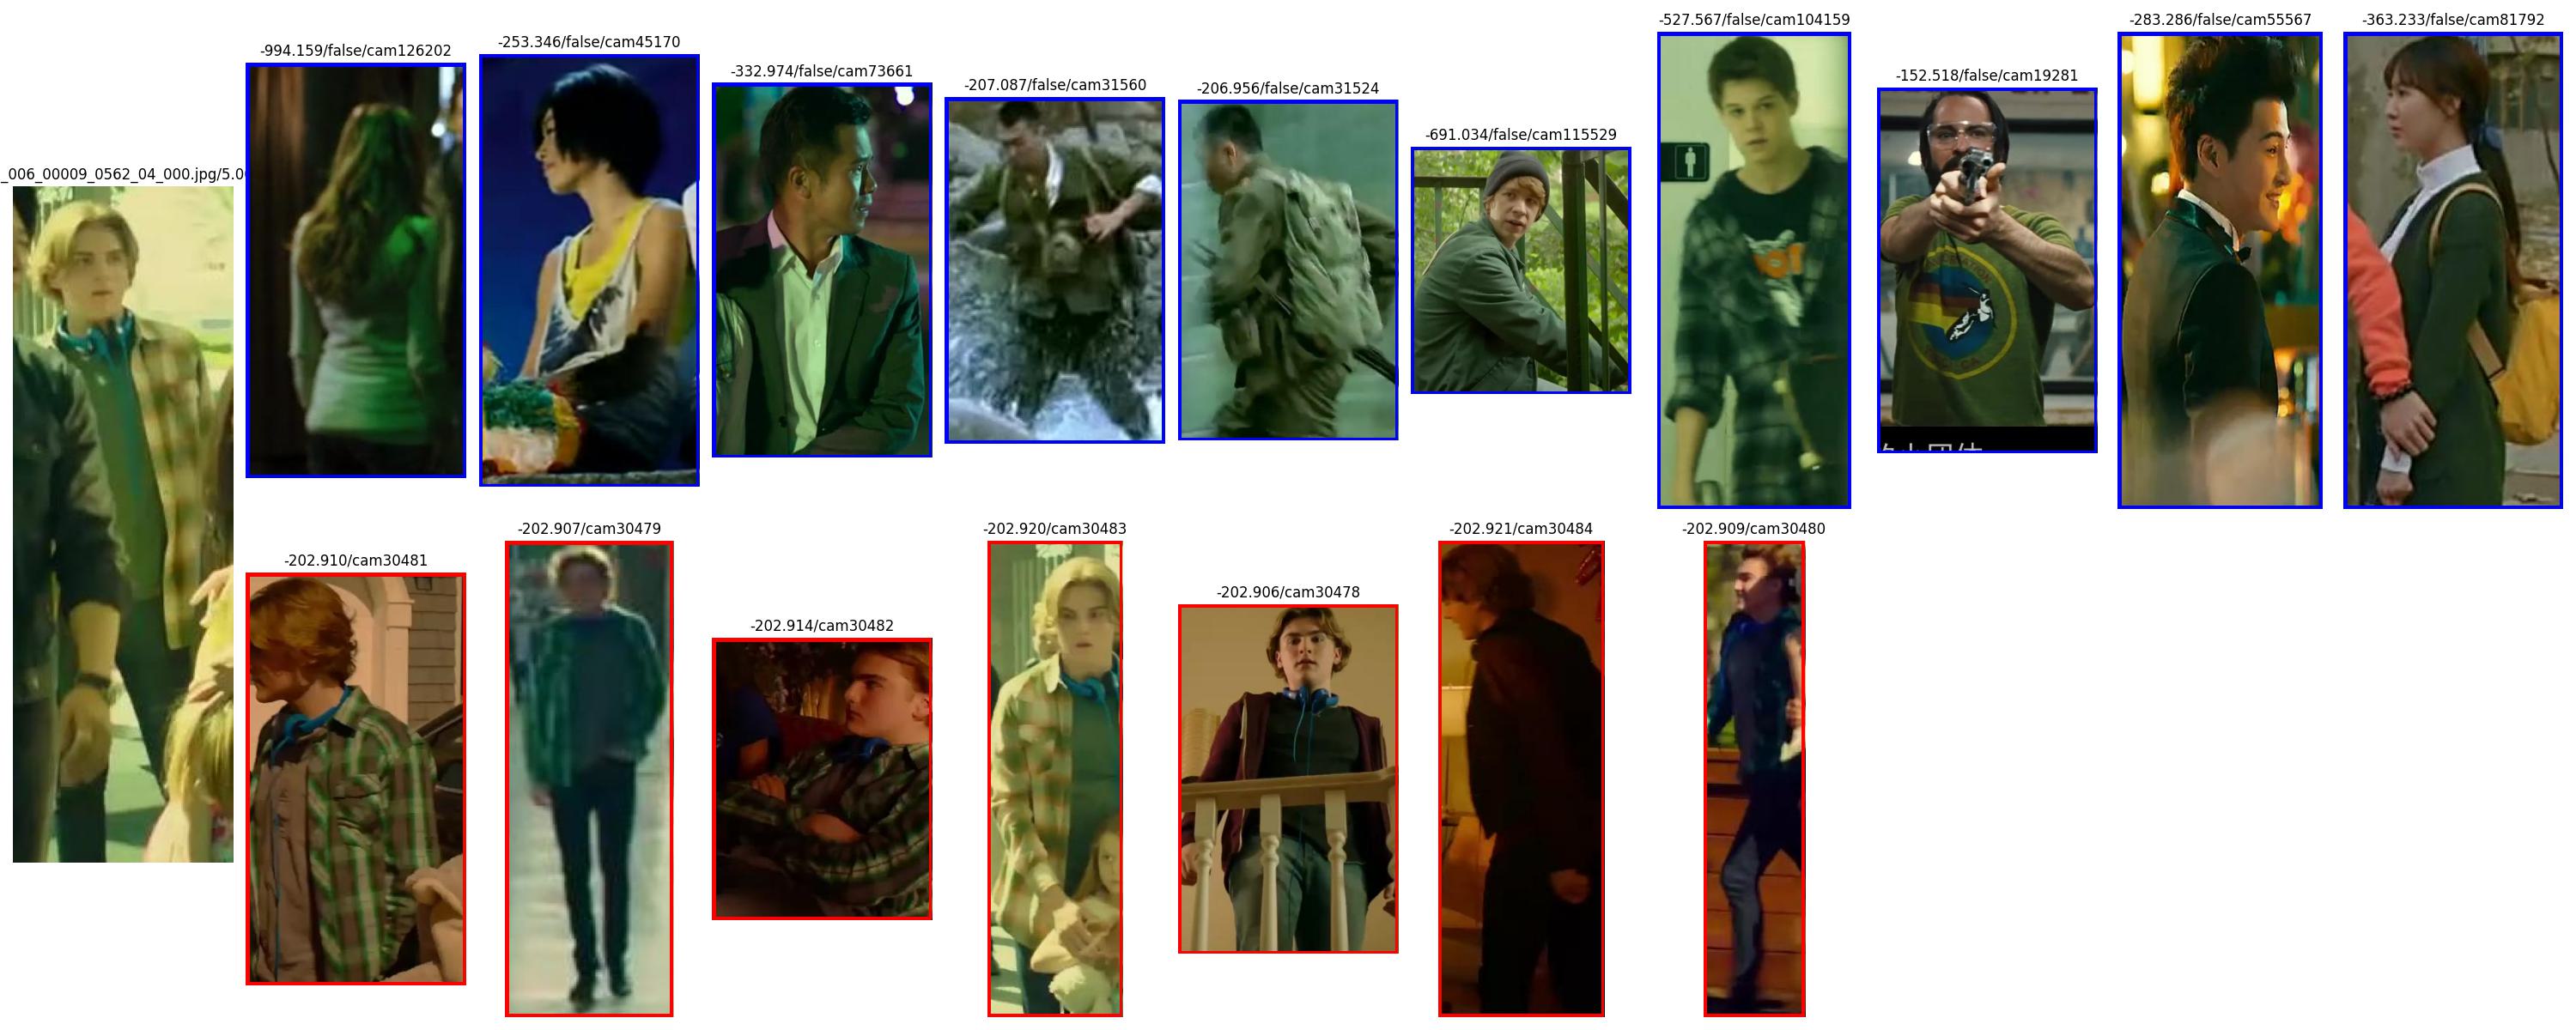 -527.567/false/cam104159
-283.286/false/cam55567
-363.233/false/cam81792
-253.346/false/cam45170
-994.159/false/cam126202
-332.974/false/cam73661
-152.518/false/cam19281
-207.087/false/cam31560
-206.956/false/cam31524
-691.034/false/cam115529
_006_00009_0562_04_000.jpg/5.0
-202.907/cam30479
-202.920/cam30483
-202.921/cam30484
-202.909/cam30480
-202.910/cam30481
-202.906/cam30478
-202.914/cam30482